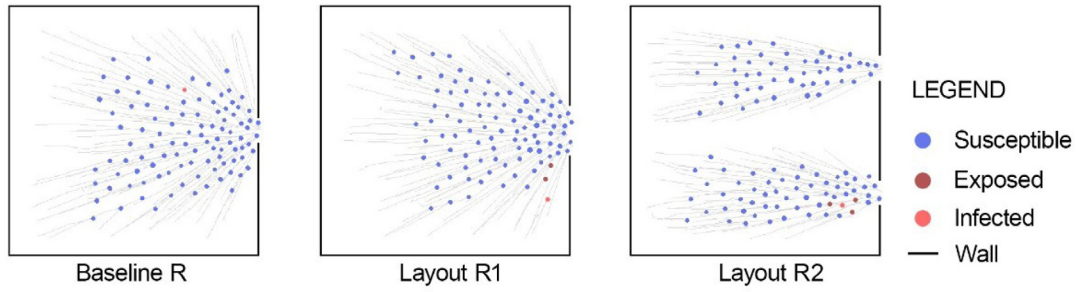 LEGEND
Susceptible
Exposed
Infected
Wall
Baseline R
Layout R1
Layout R2